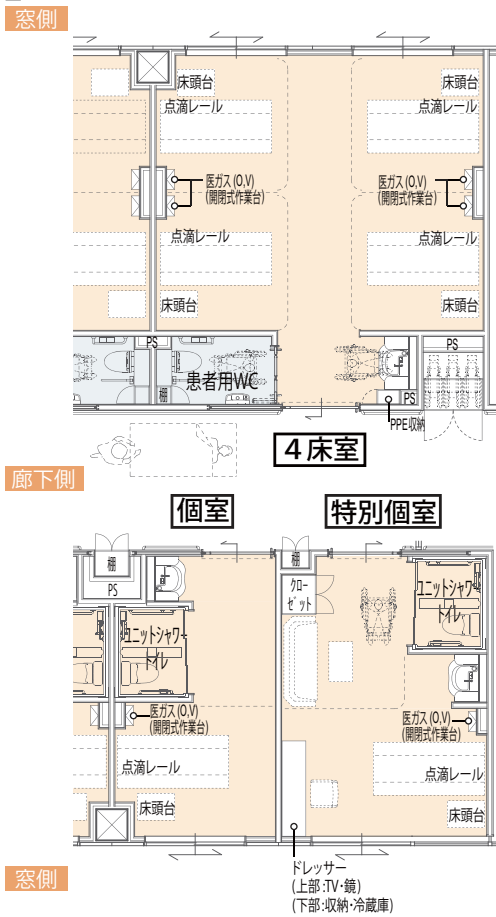 窓側
床頭台
床頭台
点滴レール
点滴レール
医ガス(O,V)
(開閉式作業台)
医ガス(O,V)
(開閉式作業台)
点滴レール
点滴レール
床頭台
床頭台
PS
PS
患者用WC
棚
PS
PPE収納
4床室
廊下側
個室
特別個室
棚
棚
PS
クロー
ゼット
ユニットシャワー
トイレ
ユニットシャワー
トイレ
医ガス(O,V)
(開閉式作業台)
医ガス(O,V)
(開閉式作業台)
点滴レール
点滴レール
床頭台
床頭台
窓側
ドレッサー
(上部:TV・鏡)
(下部:収納・冷蔵庫)